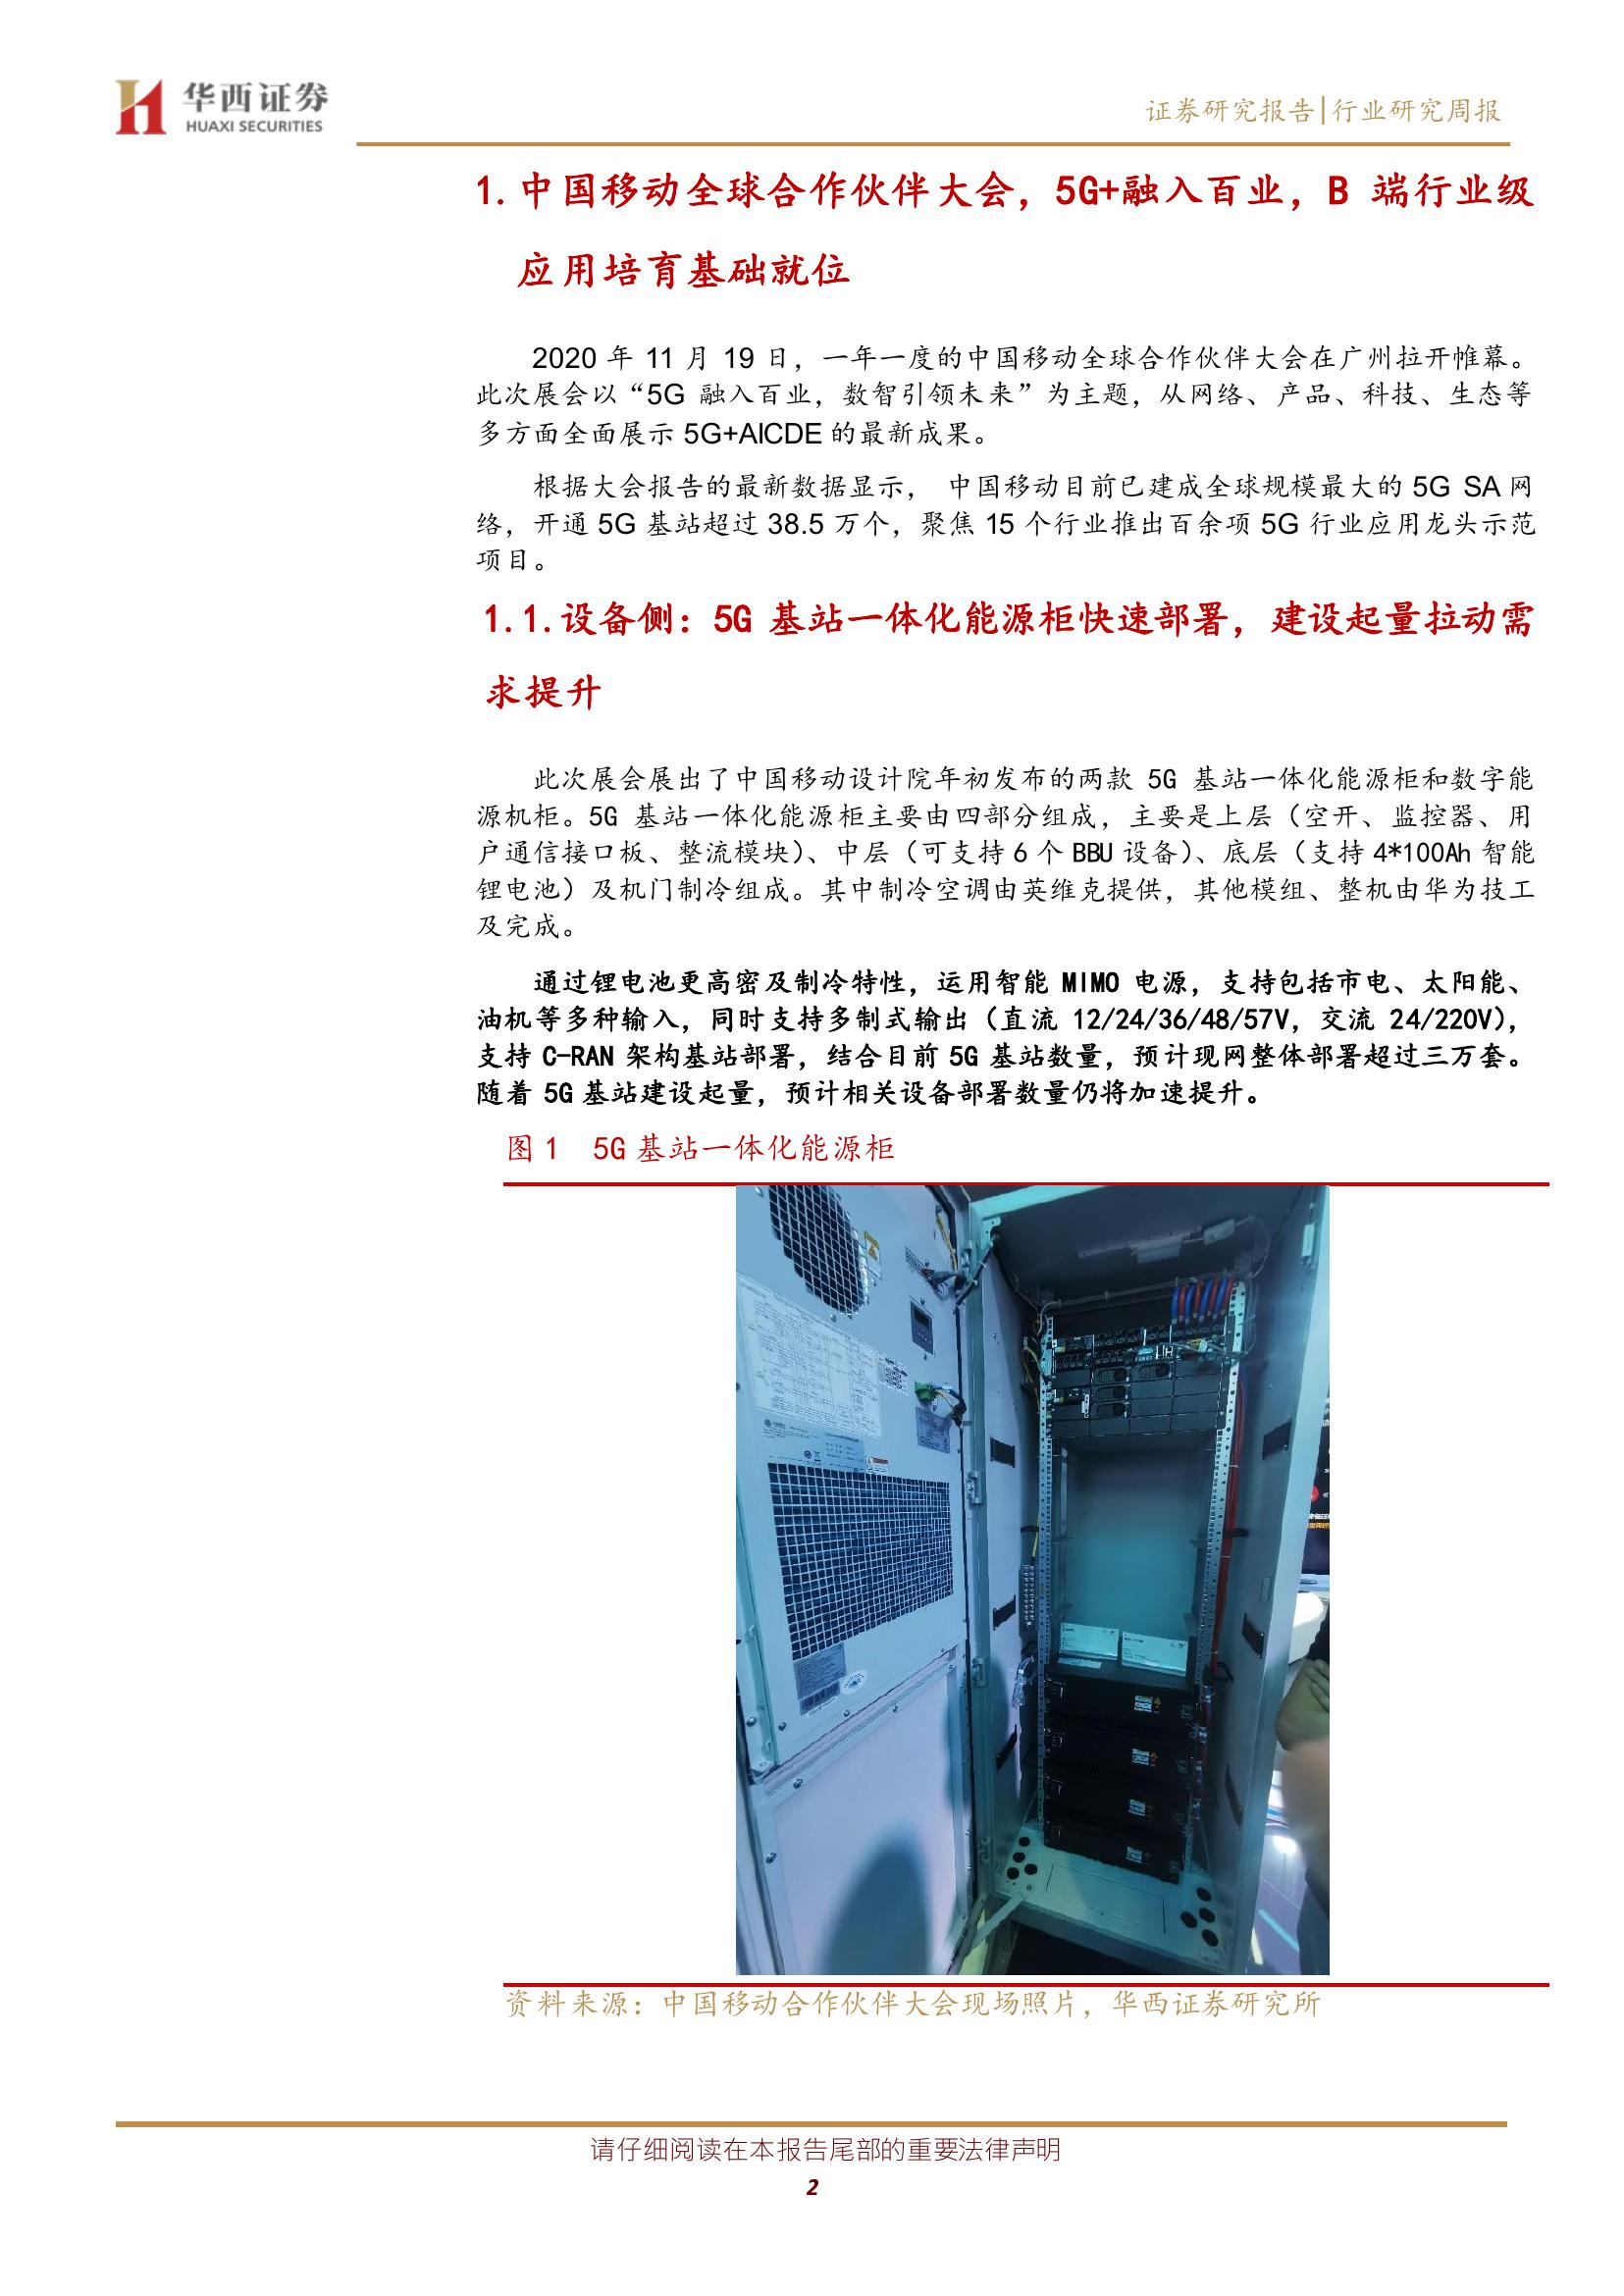 华西证券
HUAXI SECURITIES
证券研究报告|行业研究周报
1. 中国移动全球合作伙伴大会，5G+融入百业，B 端行业级
应用培育基础就位
2020 年 11 月 19 日，一年一度的中国移动全球合作伙伴大会在广州拉开帷幕。
此次展会以“5G 融入百业，数智引领未来”为主题，从网络、产品、科技、生态等
多方面全面展示 5G+AICDE 的最新成果。
根据大会报告的最新数据显示， 中国移动目前已建成全球规模最大的 5G SA 网
络，开通 5G 基站超过 38.5 万个，聚焦 15 个行业推出百余项 5G 行业应用龙头示范
项目。
1.1. 设备侧：5G 基站一体化能源柜快速部署，建设起量拉动需
求提升
此次展会展出了中国移动设计院年初发布的两款 5G 基站一体化能源柜和数字能
源机柜。5G 基站一体化能源柜主要由四部分组成，主要是上层（空开、监控器、用
户通信接口板、整流模块）、中层（可支持 6 个 BBU 设备）、底层（支持 4*100Ah 智能
锂电池）及机门制冷组成。其中制冷空调由英维克提供，其他模组、整机由华为技工
及完成。
通过锂电池更高密及制冷特性，运用智能 MIMO 电源，支持包括市电、太阳能、
油机等多种输入，同时支持多制式输出（直流 12/24/36/48/57V，交流 24/220V），
支持 C-RAN 架构基站部署，结合目前 5G 基站数量，预计现网整体部署超过三万套。
随着 5G 基站建设起量，预计相关设备部署数量仍将加速提升。
图 1 5G 基站一体化能源柜
资料来源：中国移动合作伙伴大会现场照片，华西证券研究所
请仔细阅读在本报告尾部的重要法律声明
2